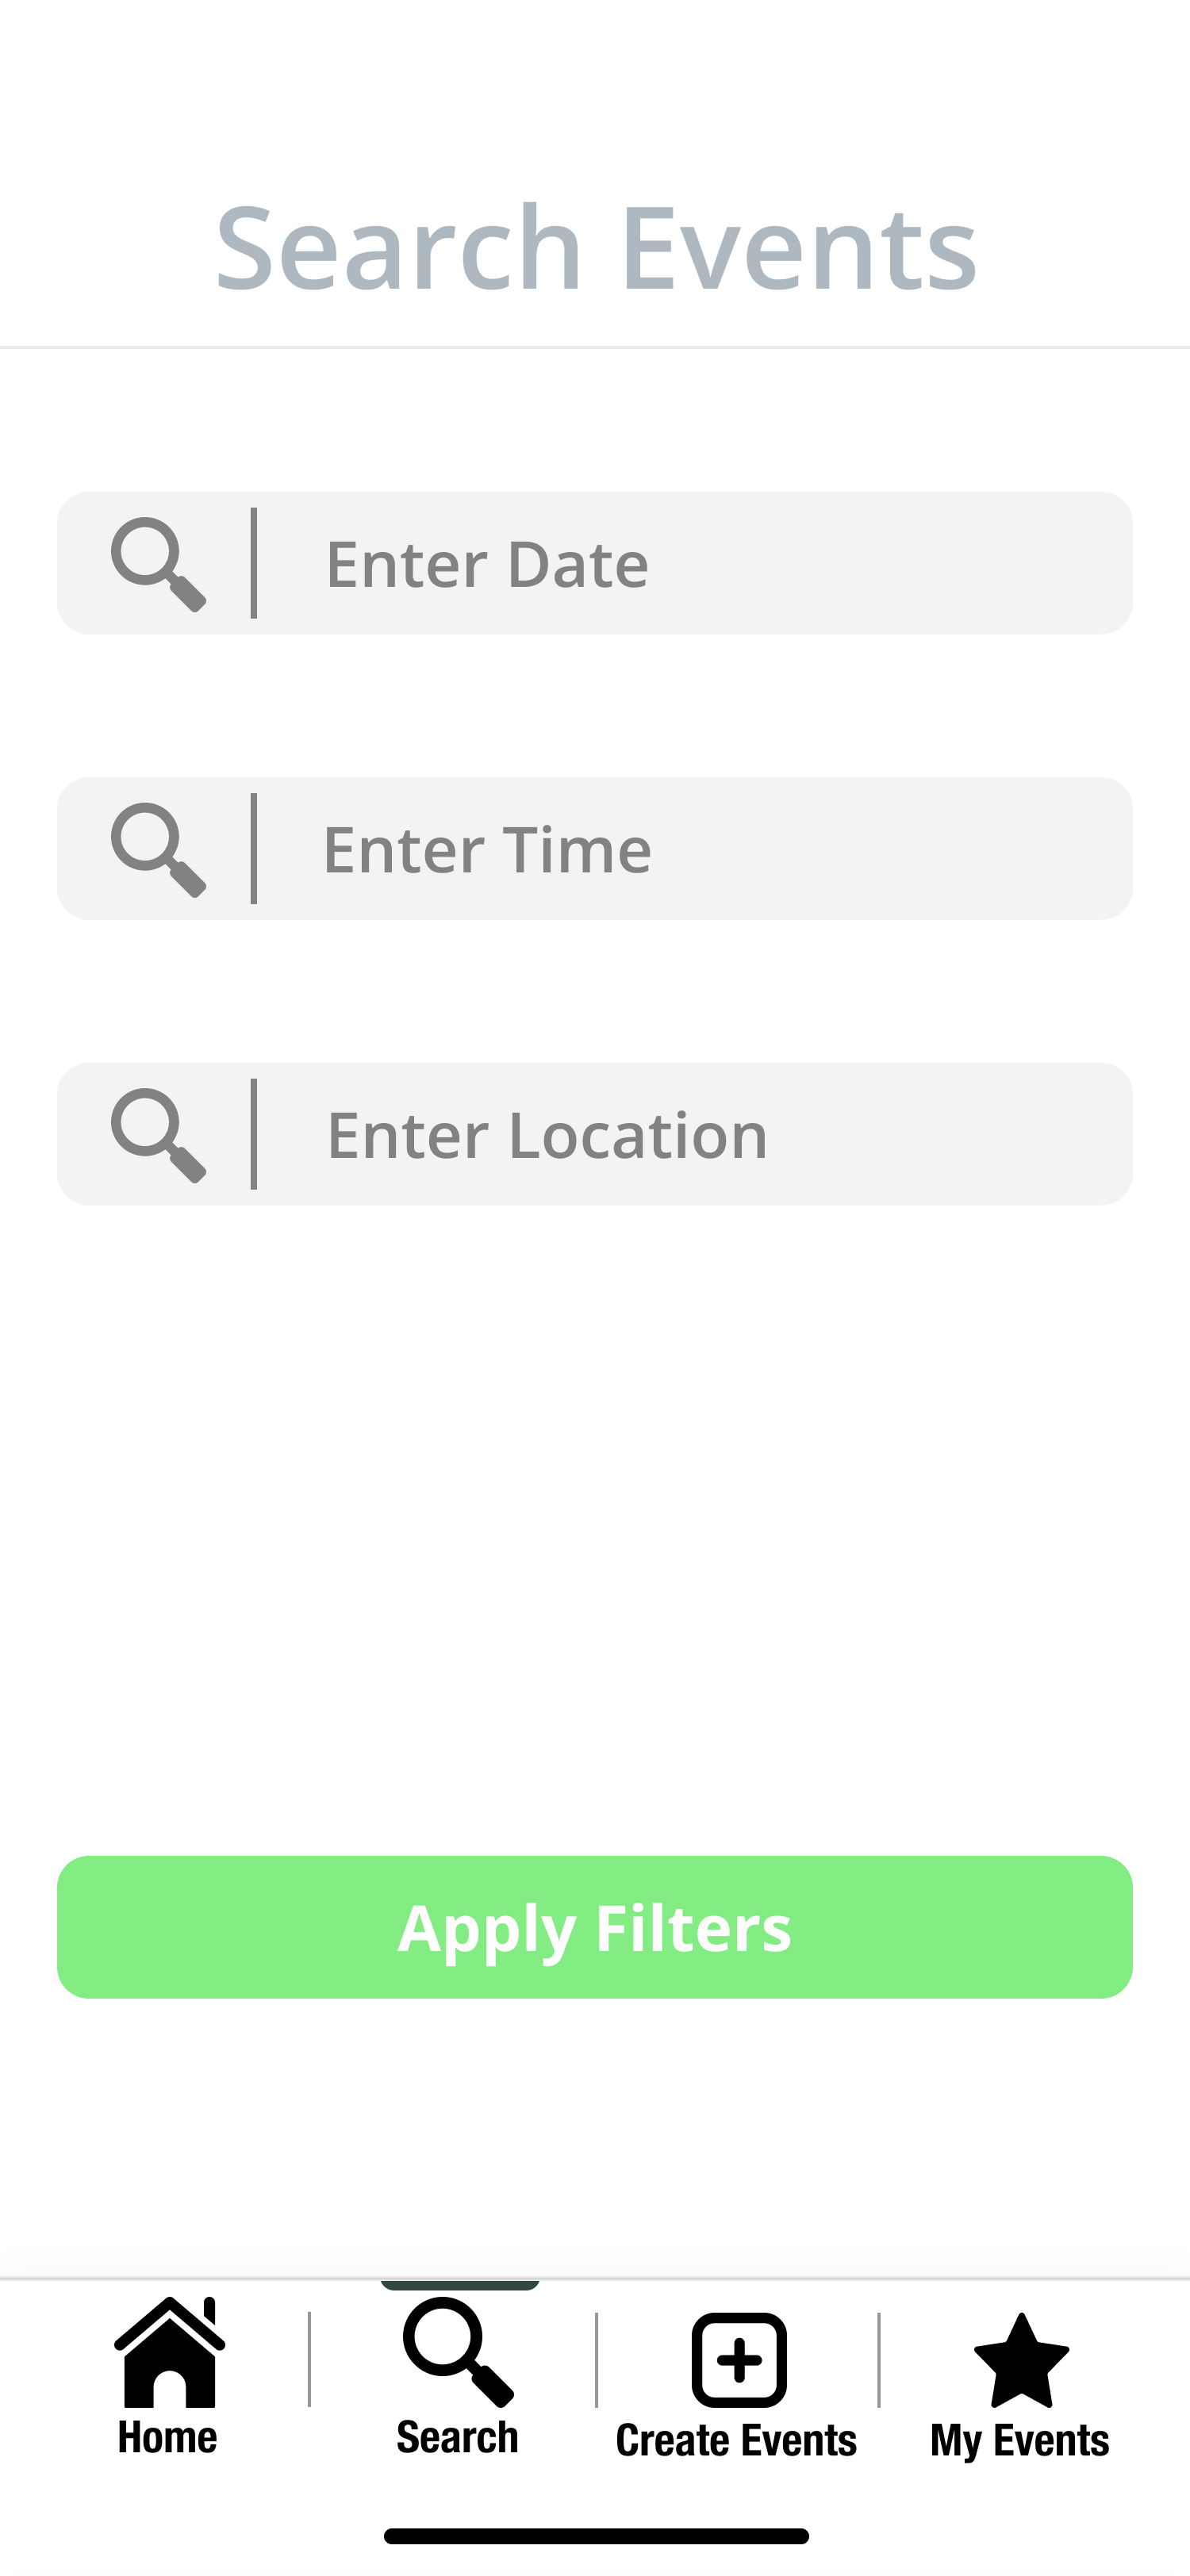 Search Events
Enter Date
Enter Time
Enter Location
Apply Filters
Home
Search
Create Events
My Events